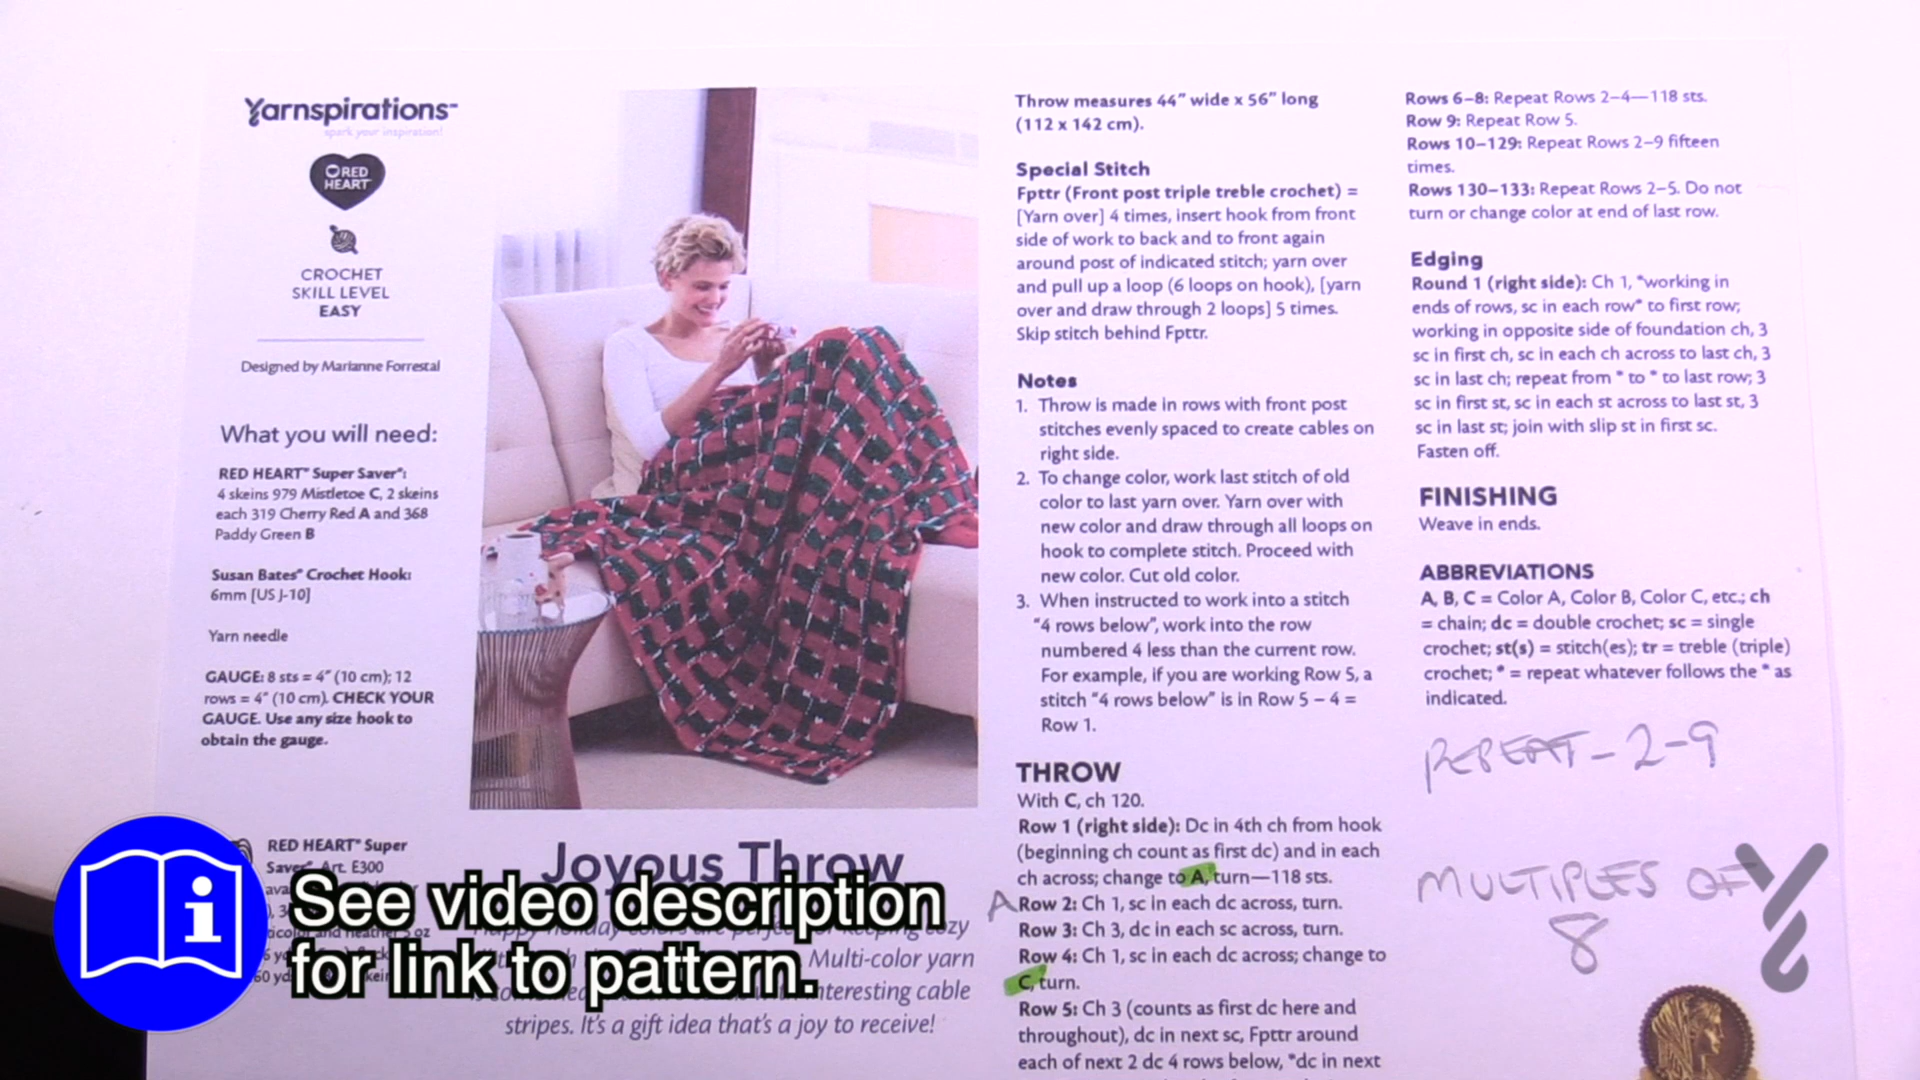 Yarnspirations™
spark your inspiration!
RED
HEART
CROCHET
SKILL LEVEL
EASY
Designed by Marianne Forrestal
What you will need:
RED HEART® Super Saver®:
4 skeins 979 Mistletoe C, 2 skeins
each 319 Cherry Red A and 368
Paddy Green B
Susan Bates® Crochet Hook:
6mm [US J-10]
Yarn needle
GAUGE: 8 sts = 4" (10 cm); 12
rows = 4" (10 cm). CHECK YOUR
GAUGE. Use any size hook to
obtain the gauge.
RED HEART® Super
Saver®, Art. E300
Joyous Throw
Multi-color yarn
interesting cable
stripes. It's a gift idea that's a joy to receive!
See video description
for link to pattern.
Throw measures 44" wide x 56" long
(112 x 142 cm).
Special Stitch
Fpttr (Front post triple treble crochet) =
[Yarn over] 4 times, insert hook from front
side of work to back and to front again
around post of indicated stitch; yarn over
and pull up a loop (6 loops on hook), [yarn
over and draw through 2 loops] 5 times.
Skip stitch behind Fpttr.
Notes
1. Throw is made in rows with front post
stitches evenly spaced to create cables on
right side.
2. To change color, work last stitch of old
color to last yarn over. Yarn over with
new color and draw through all loops on
hook to complete stitch. Proceed with
new color. Cut old color.
3. When instructed to work into a stitch
"4 rows below", work into the row
numbered 4 less than the current row.
For example, if you are working Row 5, a
stitch "4 rows below" is in Row 5 – 4 =
Row 1.
THROW
With C, ch 120.
Row 1 (right side): Dc in 4th ch from hook
(beginning ch count as first dc) and in each
ch across; change to A, turn—118 sts.
A Row 2: Ch 1, sc in each dc across, turn.
Row 3: Ch 3, dc in each sc across, turn.
Row 4: Ch 1, sc in each dc across; change to
C, turn.
Row 5: Ch 3 (counts as first dc here and
throughout), dc in next sc, Fpttr around
each of next 2 dc 4 rows below, *dc in next
Rows 6–8: Repeat Rows 2–4—118 sts.
Row 9: Repeat Row 5.
Rows 10–129: Repeat Rows 2–9 fifteen
times.
Rows 130–133: Repeat Rows 2–5. Do not
turn or change color at end of last row.
Edging
Round 1 (right side): Ch 1, *working in
ends of rows, sc in each row* to first row;
working in opposite side of foundation ch, 3
sc in first ch, sc in each ch across to last ch, 3
sc in last ch; repeat from * to * to last row; 3
sc in first st, sc in each st across to last st, 3
sc in last st; join with slip st in first sc.
Fasten off.
FINISHING
Weave in ends.
ABBREVIATIONS
A, B, C = Color A, Color B, Color C, etc.; ch
= chain; dc = double crochet; sc = single
crochet; st(s) = stitch(es); tr = treble (triple)
crochet; * = repeat whatever follows the * as
indicated.
REPEAT – 2-9
MULTIPLES OF
8